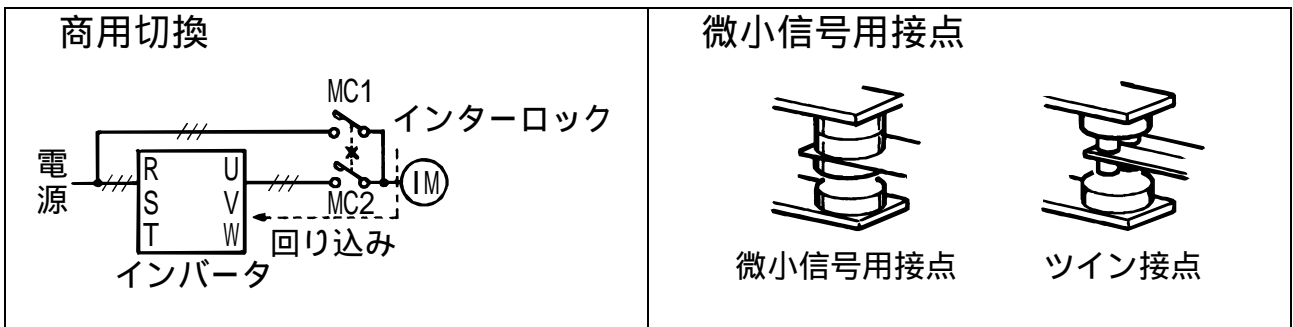 商用切換
MC1
インターロック
電源
R U
S V
T W
IM
MC2
回り込み
インバータ
微小信号用接点
微小信号用接点
ツイン接点